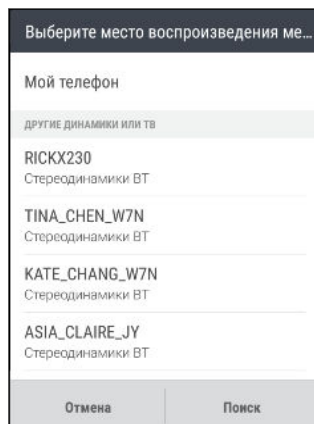 Выберите место воспроизведения ме...
Мой телефон
ДРУГИЕ ДИНАМИКИ ИЛИ ТВ
RICKX230
Стереодинамики BT
TINA_CHEN_W7N
Стереодинамики BT
KATE_CHANG_W7N
Стереодинамики BT
ASIA_CLAIRE_JY
Стереодинамики BT
Отмена
Поиск